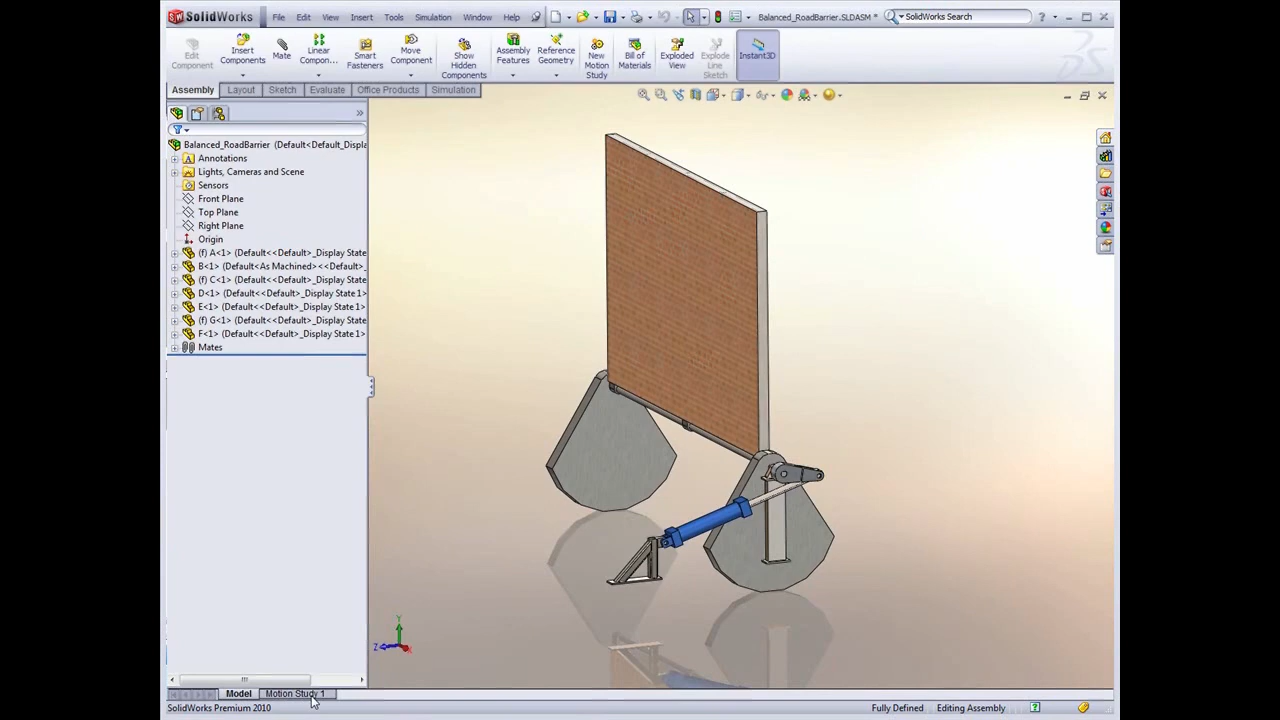 SolidWorks File Edit View Insert Tools Simulation Window Help Balanced_RoadBarrier.SLDASM * SolidWorks Search
Edit Component
Insert Components
Mate
Linear Compon...
Smart Fasteners
Move Component
Show Hidden Components
Assembly Features
Reference Geometry
New Motion Study
Bill of Materials
Exploded View
Explode Line Sketch
Instant3D
Assembly Layout Sketch Evaluate Office Products Simulation
Balanced_RoadBarrier (Default<Default_Displa
Annotations
Lights, Cameras and Scene
Sensors
Front Plane
Top Plane
Right Plane
Origin
(f) A<1> (Default<<Default>_Display State
B<1> (Default<As Machined><<Default>_
(f) C<1> (Default<<Default>_Display State
D<1> (Default<<Default>_Display State 1>
E<1> (Default<<Default>_Display State 1>
(f) G<1> (Default<<Default>_Display State
F<1> (Default<<Default>_Display State 1>
Mates
Y
Z X
Model Motion Study 1
SolidWorks Premium 2010 Fully Defined Editing Assembly